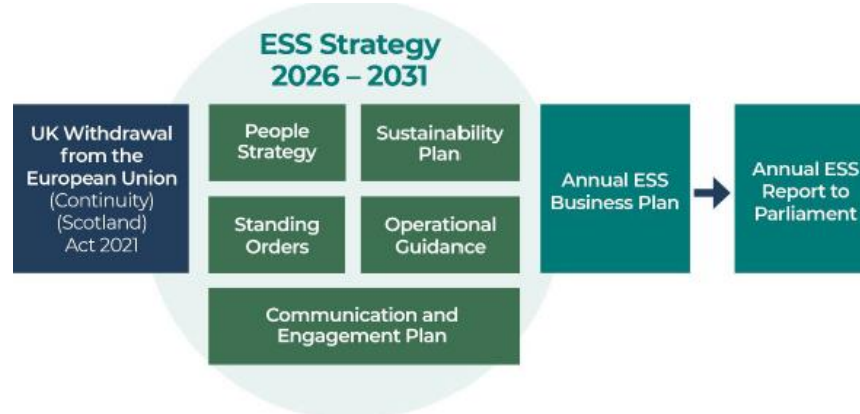 ESS Strategy
2026 – 2031
UK Withdrawal
from the
European Union
(Continuity)
(Scotland)
Act 2021
People
Strategy
Sustainability
Plan
Standing
Orders
Operational
Guidance
Communication and
Engagement Plan
Annual ESS
Business Plan
Annual ESS
Report to
Parliament